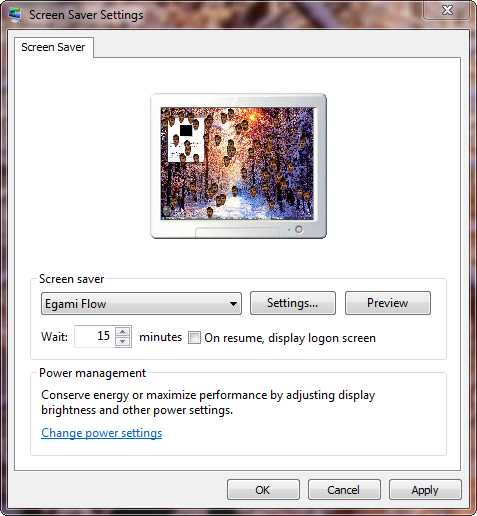 Screen Saver Settings
Screen Saver
Screen saver
Egami Flow
Settings...
Preview
Wait: 15 minutes
On resume, display logon screen
Power management
Conserve energy or maximize performance by adjusting display
brightness and other power settings.
Change power settings
OK
Cancel
Apply